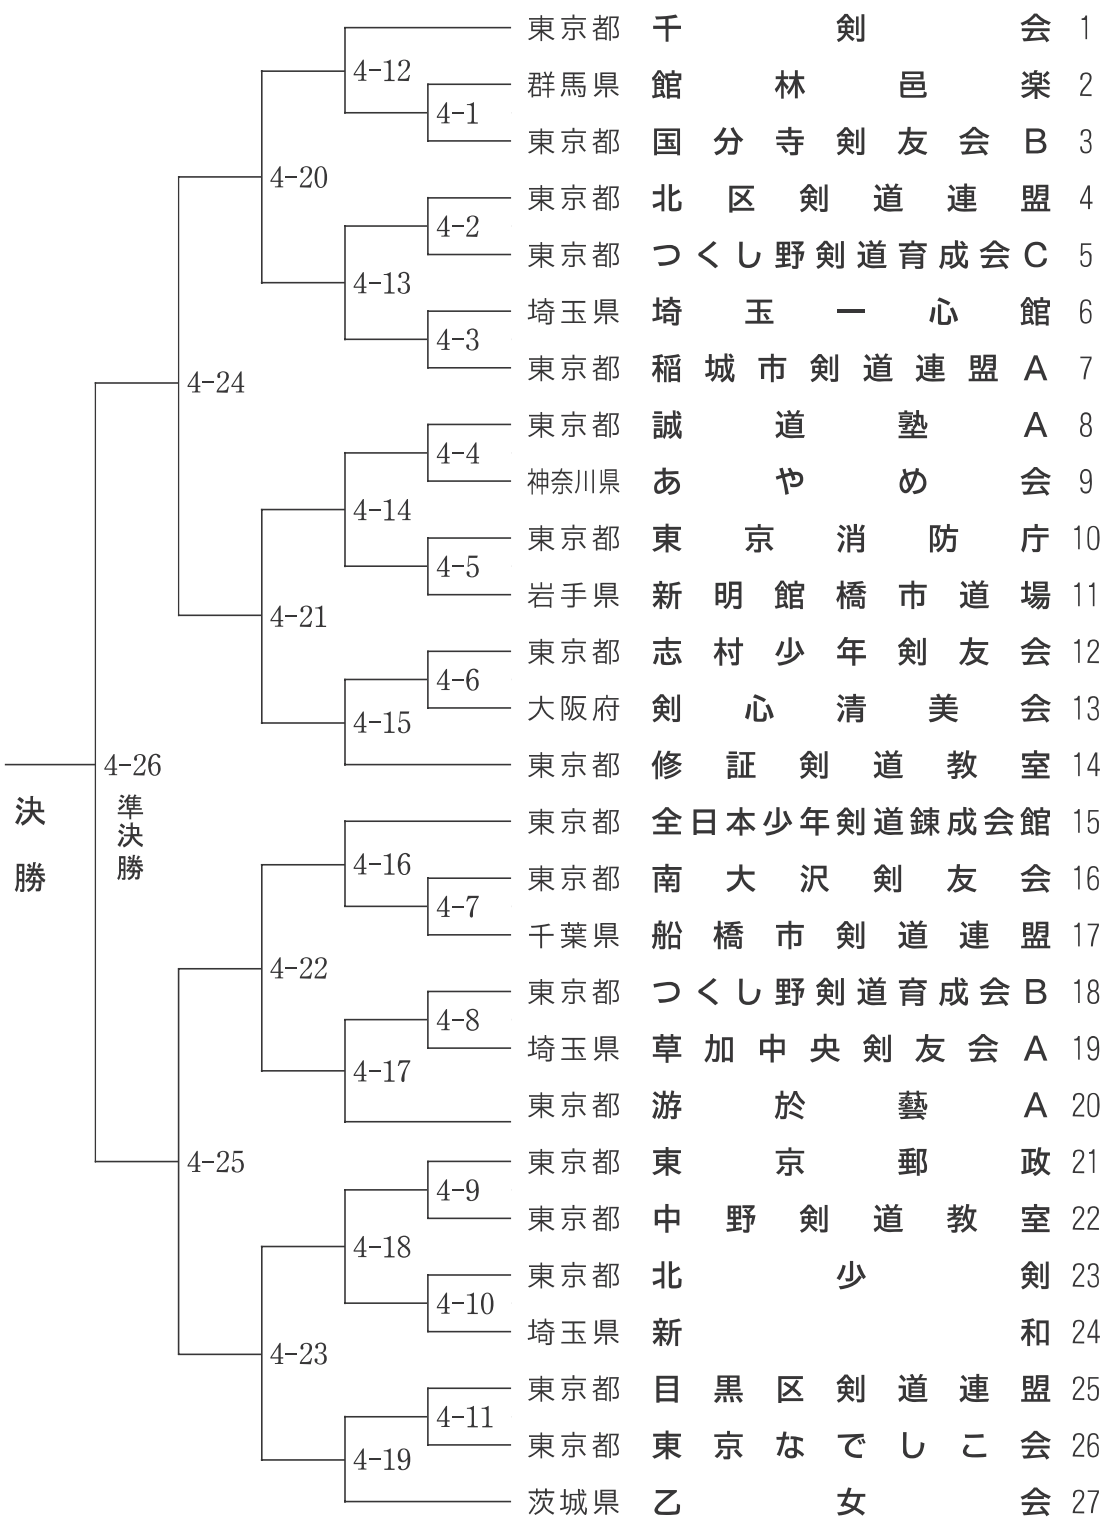 東京都 千剣会 1
4-12
群馬県 館林邑楽 2
4-1
東京都 国分寺剣友会B 3
4-20
東京都 北区剣道連盟 4
4-2
東京都 つくし野剣道育成会C 5
4-13
埼玉県 埼玉一心館 6
4-3
東京都 稲城市剣道連盟A 7
4-24
東京都 誠道塾A 8
4-4
神奈川県 あやめ会 9
4-14
東京都 東京消防庁 10
4-5
岩手県 新明館橋市道場 11
4-21
東京都 志村少年剣友会 12
4-6
大阪府 剣心清美会 13
4-15
東京都 修証剣道教室 14
4-26
決勝
準決勝
東京都 全日本少年剣道錬成会館 15
4-16
東京都 南大沢剣友会 16
4-7
千葉県 船橋市剣道連盟 17
4-22
東京都 つくし野剣道育成会B 18
4-8
埼玉県 草加中央剣友会A 19
4-17
東京都 游於藝A 20
4-25
東京都 東京郵政 21
4-9
東京都 中野剣道教室 22
4-18
東京都 北少剣 23
4-10
埼玉県 新和 24
4-23
東京都 目黒区剣道連盟 25
4-11
東京都 東京なでしこ会 26
4-19
茨城県 乙女会 27